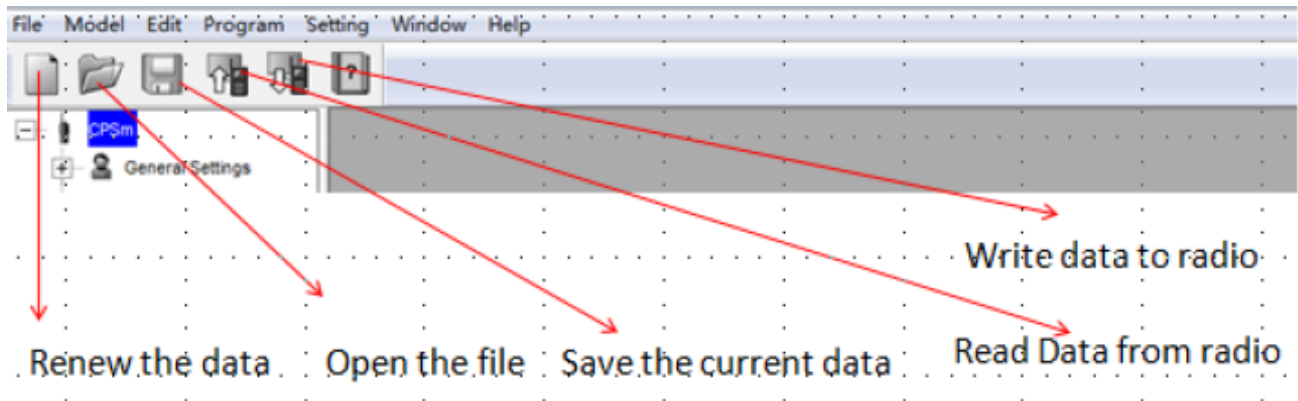 File Model Edit Program Setting Window Help
?
CPSm
General Settings
Write data to radio
Renew the data
Open the file
Save the current data
Read Data from radio